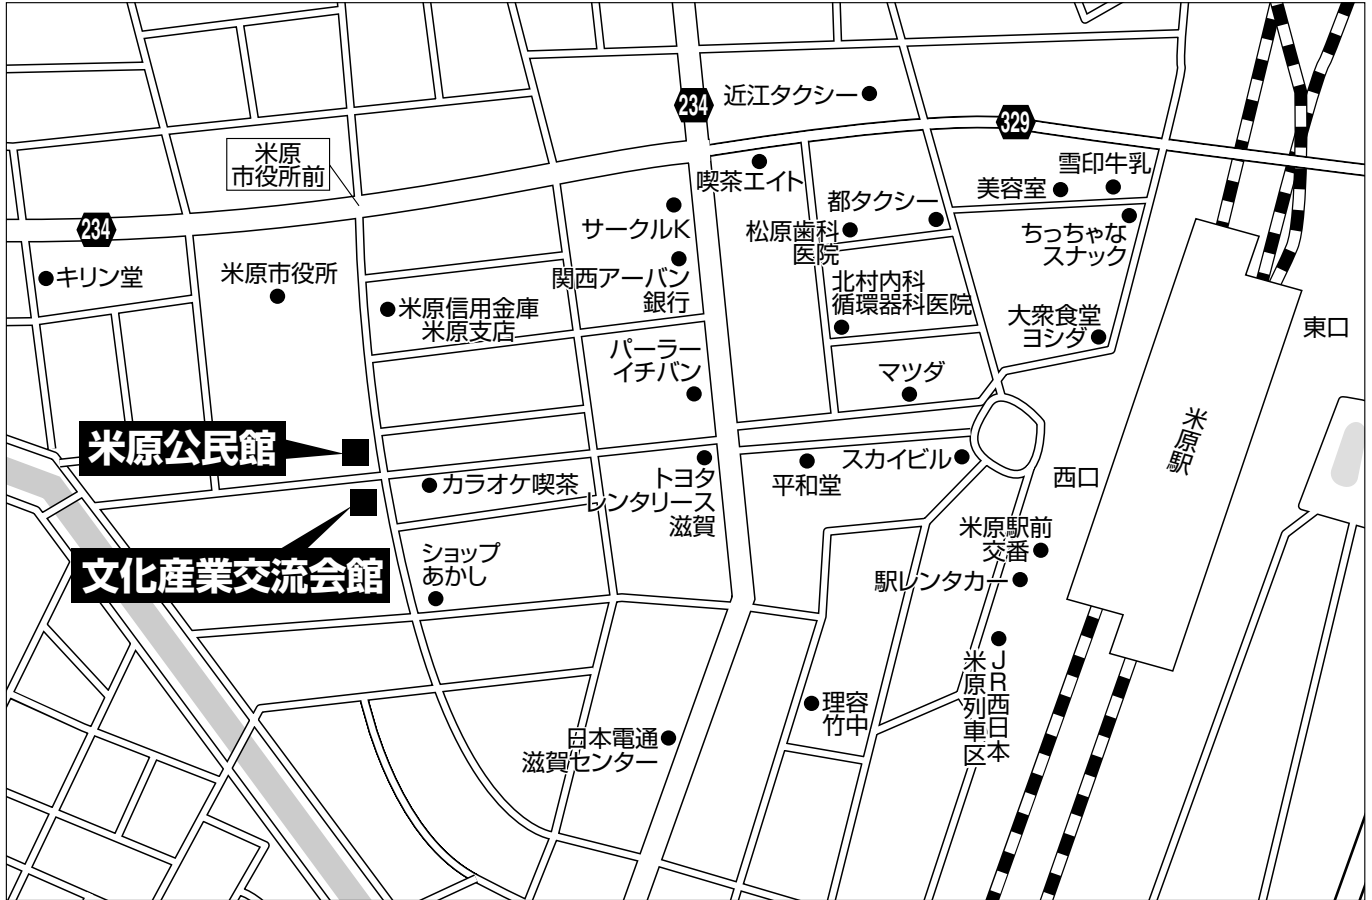 近江タクシー
234
329
米原
市役所前
喫茶エイト
雪印牛乳
美容室
都タクシー
サークルK
松原歯科
医院
ちっちゃな
スナック
234
キリン堂
米原市役所
関西アーバン
銀行
北村内科
循環器科医院
米原信用金庫
米原支店
大衆食堂
ヨシダ
東口
パーラー
イチバン
マツダ
米原駅
米原公民館
カラオケ喫茶
トヨタ
レンタリース
滋賀
平和堂
スカイビル
西口
文化産業交流会館
ショップ
あかし
米原駅前
交番
駅レンタカー
JR西日本
米原列車区
理容
竹中
日本電通
滋賀センター